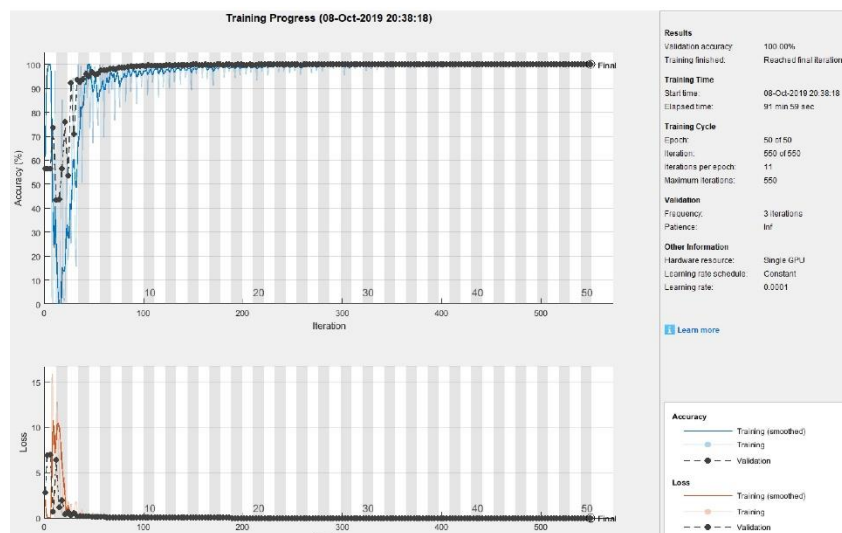 Training Progress (08-Oct-2019 20:38:18)
100
90
80
70
60
50
40
30
20
10
0
Accuracy (%)
Final
10 20 30 40 50
0 100 200 300 400 500
Iteration
15
10
5
0
Loss
10 20 30 40 50
Final
0 100 200 300 400 500
Results
Validation accuracy: 100.00%
Training finished: Reached final iteration
Training Time
Start time: 08-Oct-2019 20:38:18
Elapsed time: 91 min 59 sec
Training Cycle
Epoch: 50 of 50
Iteration: 550 of 550
Iterations per epoch: 11
Maximum iterations: 550
Validation
Frequency: 3 iterations
Patience: Inf
Other Information
Hardware resource: Single GPU
Learning rate schedule: Constant
Learning rate: 0.0001
i Learn more
Accuracy
Training (smoothed)
Training
Validation
Loss
Training (smoothed)
Training
Validation